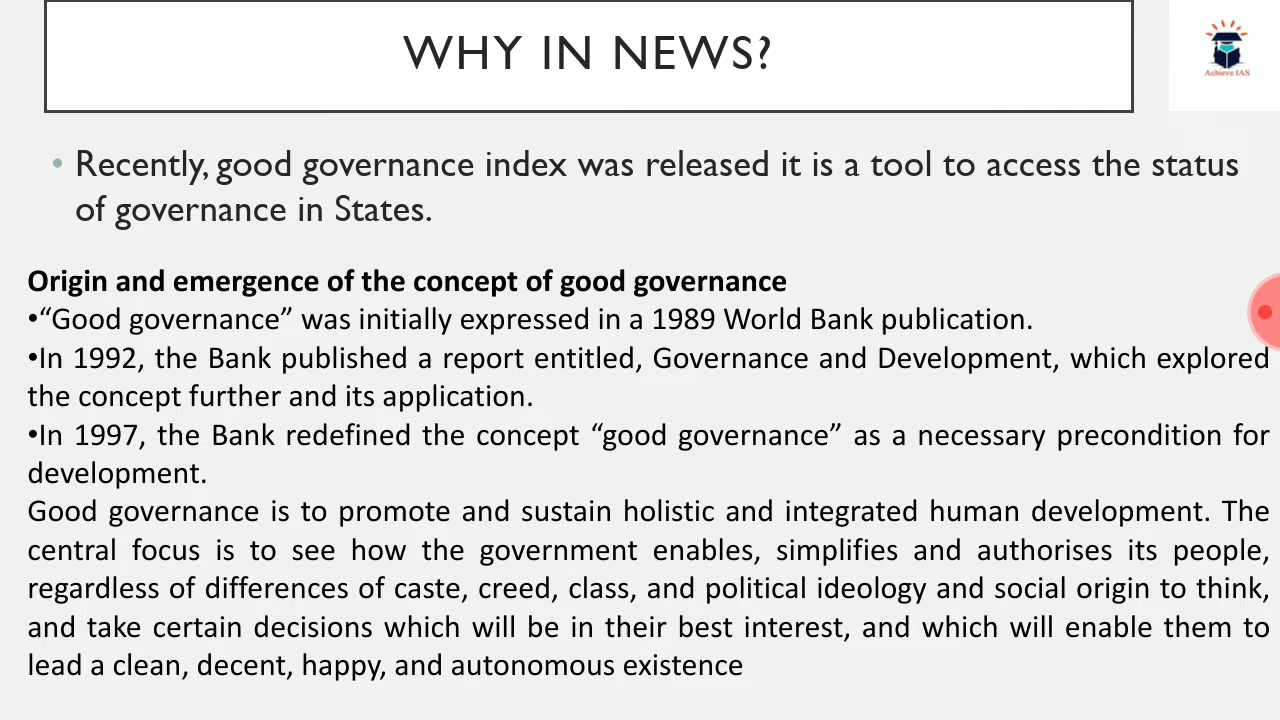 WHY IN NEWS?
Achieve IAS
• Recently, good governance index was released it is a tool to access the status
of governance in States.
Origin and emergence of the concept of good governance
•“Good governance” was initially expressed in a 1989 World Bank publication.
•In 1992, the Bank published a report entitled, Governance and Development, which explored
the concept further and its application.
•In 1997, the Bank redefined the concept “good governance” as a necessary precondition for
development.
Good governance is to promote and sustain holistic and integrated human development. The
central focus is to see how the government enables, simplifies and authorises its people,
regardless of differences of caste, creed, class, and political ideology and social origin to think,
and take certain decisions which will be in their best interest, and which will enable them to
lead a clean, decent, happy, and autonomous existence